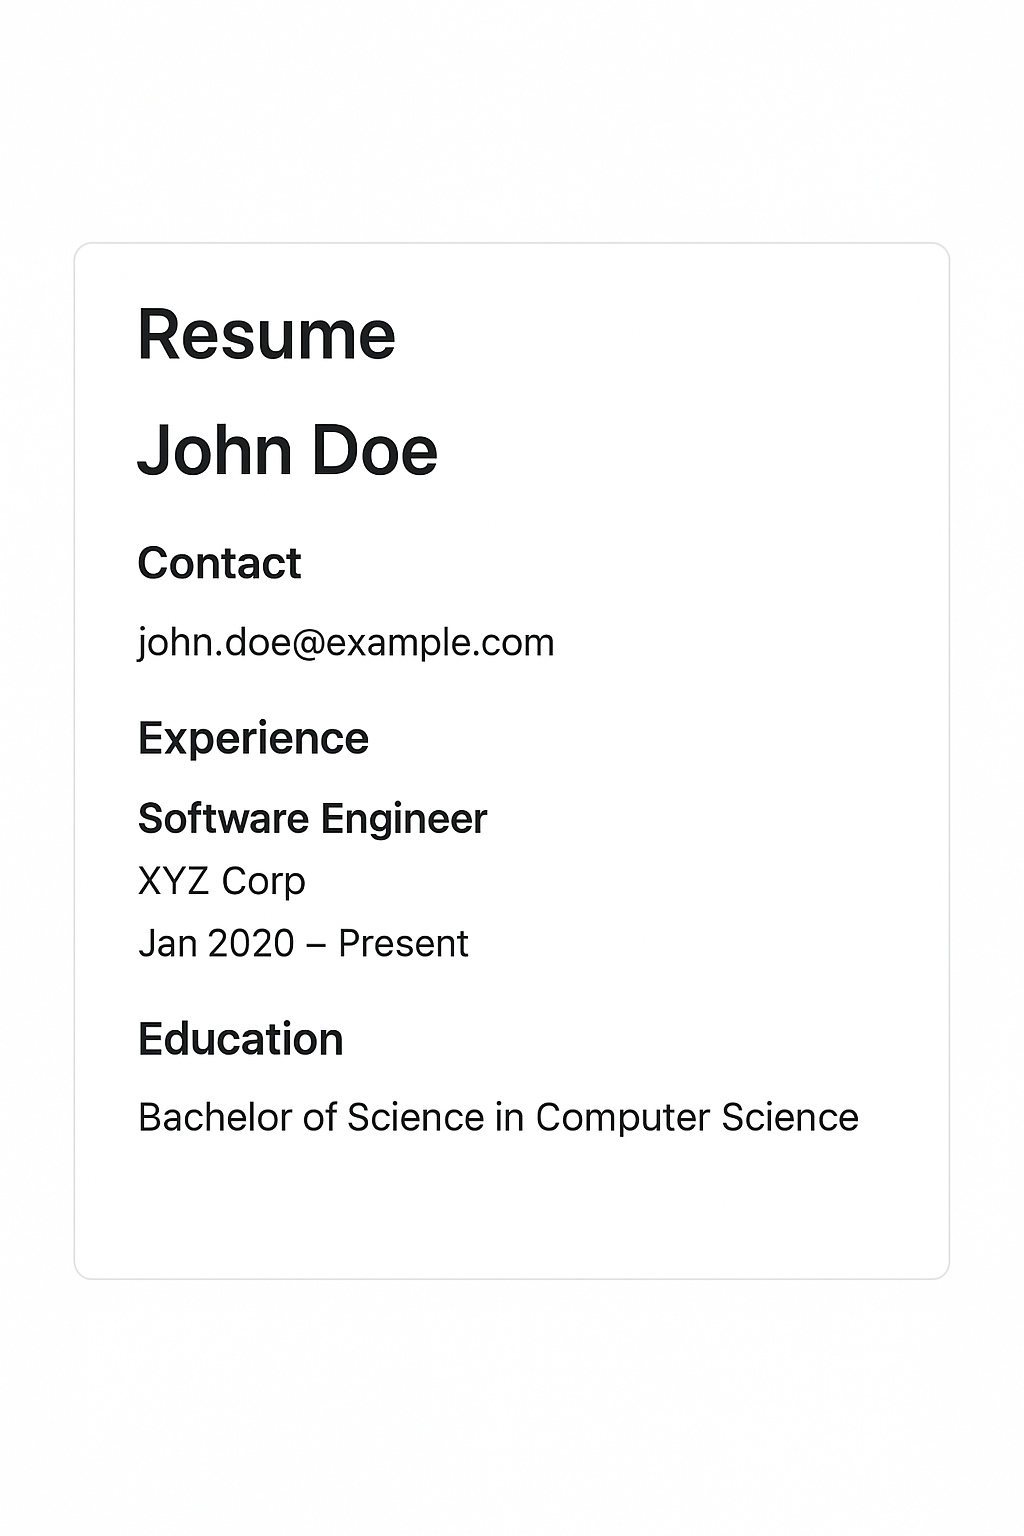 Resume
John Doe
Contact
john.doe@example.com
Experience
Software Engineer
XYZ Corp
Jan 2020 – Present
Education
Bachelor of Science in Computer Science